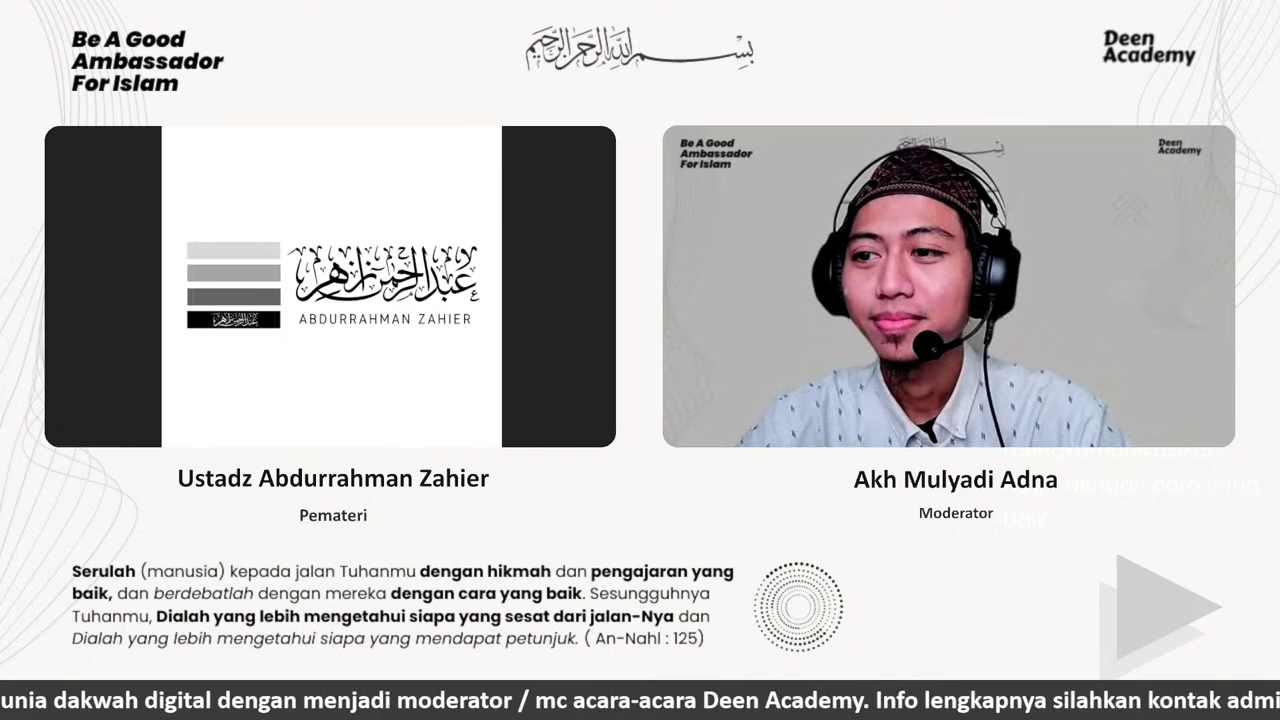 Be A Good
Ambassador
For Islam
بسم الله الرحمن الرحيم
Deen
Academy
عبدالرحمن زاهر
ABDURRAHMAN ZAHIER
Be A Good
Ambassador
For Islam
Deen
Academy
Ustadz Abdurrahman Zahier
Pemateri
Akh Mulyadi Adna
Moderator
Serulah (manusia) kepada jalan Tuhanmu dengan hikmah dan pengajaran yang
baik, dan berdebatlah dengan mereka dengan cara yang baik. Sesungguhnya
Tuhanmu, Dialah yang lebih mengetahui siapa yang sesat dari jalan-Nya dan
Dialah yang lebih mengetahui siapa yang mendapat petunjuk. ( An-Nahl : 125)
unia dakwah digital dengan menjadi moderator / mc acara-acara Deen Academy. Info lengkapnya silahkan kontak admi